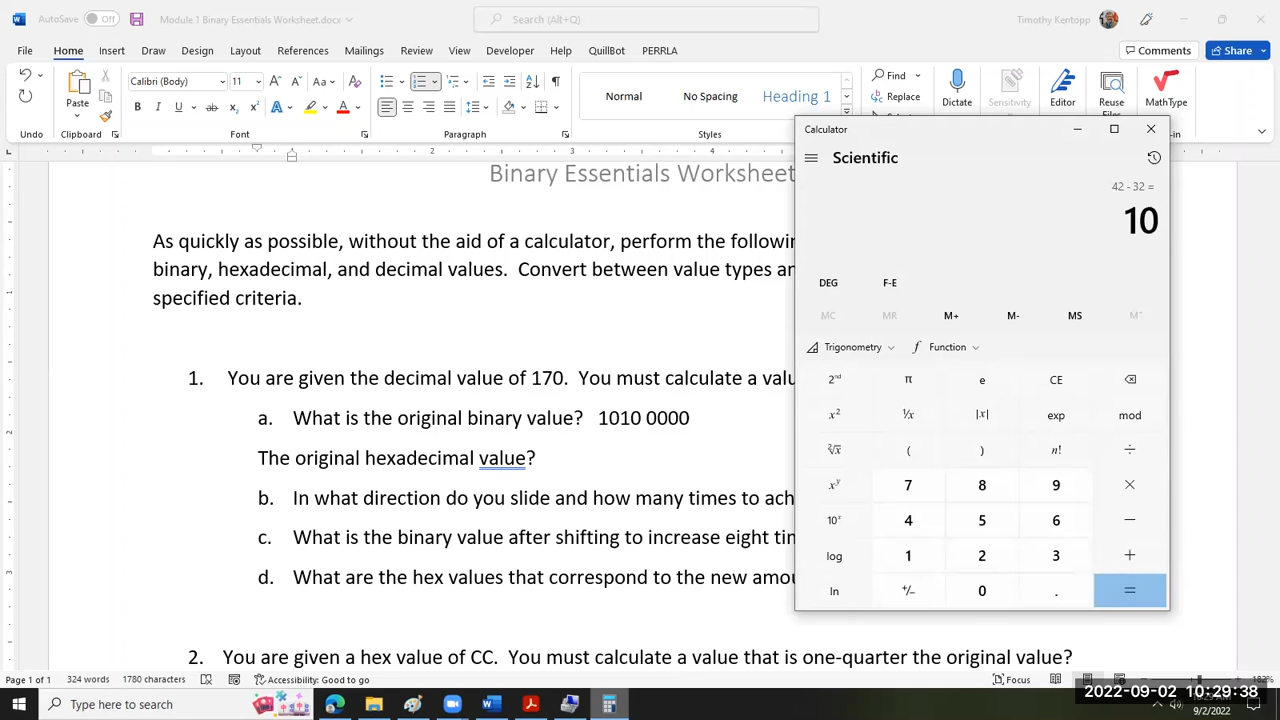 AutoSave Off Module 1 Binary Essentials Worksheet.docx Search (Alt+Q) Timothy Kentopp
File Home Insert Draw Design Layout References Mailings Review View Developer Help QuillBot PERRLA Comments Share
Paste Calibri (Body) 11 Normal No Spacing Heading 1 Find Replace Dictate Sensitivity Editor Reuse Files MathType
Undo Clipboard Font Paragraph Styles
Binary Essentials Worksheet
As quickly as possible, without the aid of a calculator, perform the followin
binary, hexadecimal, and decimal values. Convert between value types an
specified criteria.
1. You are given the decimal value of 170. You must calculate a valu
a. What is the original binary value? 1010 0000
The original hexadecimal value?
b. In what direction do you slide and how many times to ach
c. What is the binary value after shifting to increase eight tin
d. What are the hex values that correspond to the new amou
2. You are given a hex value of CC. You must calculate a value that is one-quarter the original value?
Calculator
Scientific
42 - 32 =
10
DEG F-E
MC MR M+ M- MS M˅
Trigonometry Function
2nd π e CE
x² ¹/x |x| exp mod
²√x ( ) n! ÷
xʸ 7 8 9 ×
10ˣ 4 5 6 −
log 1 2 3 +
ln +/− 0 . =
Page 1 of 1 324 words 1780 characters Accessibility: Good to go Focus 182%
2022-09-02 10:29:38
Type here to search
9/2/2022